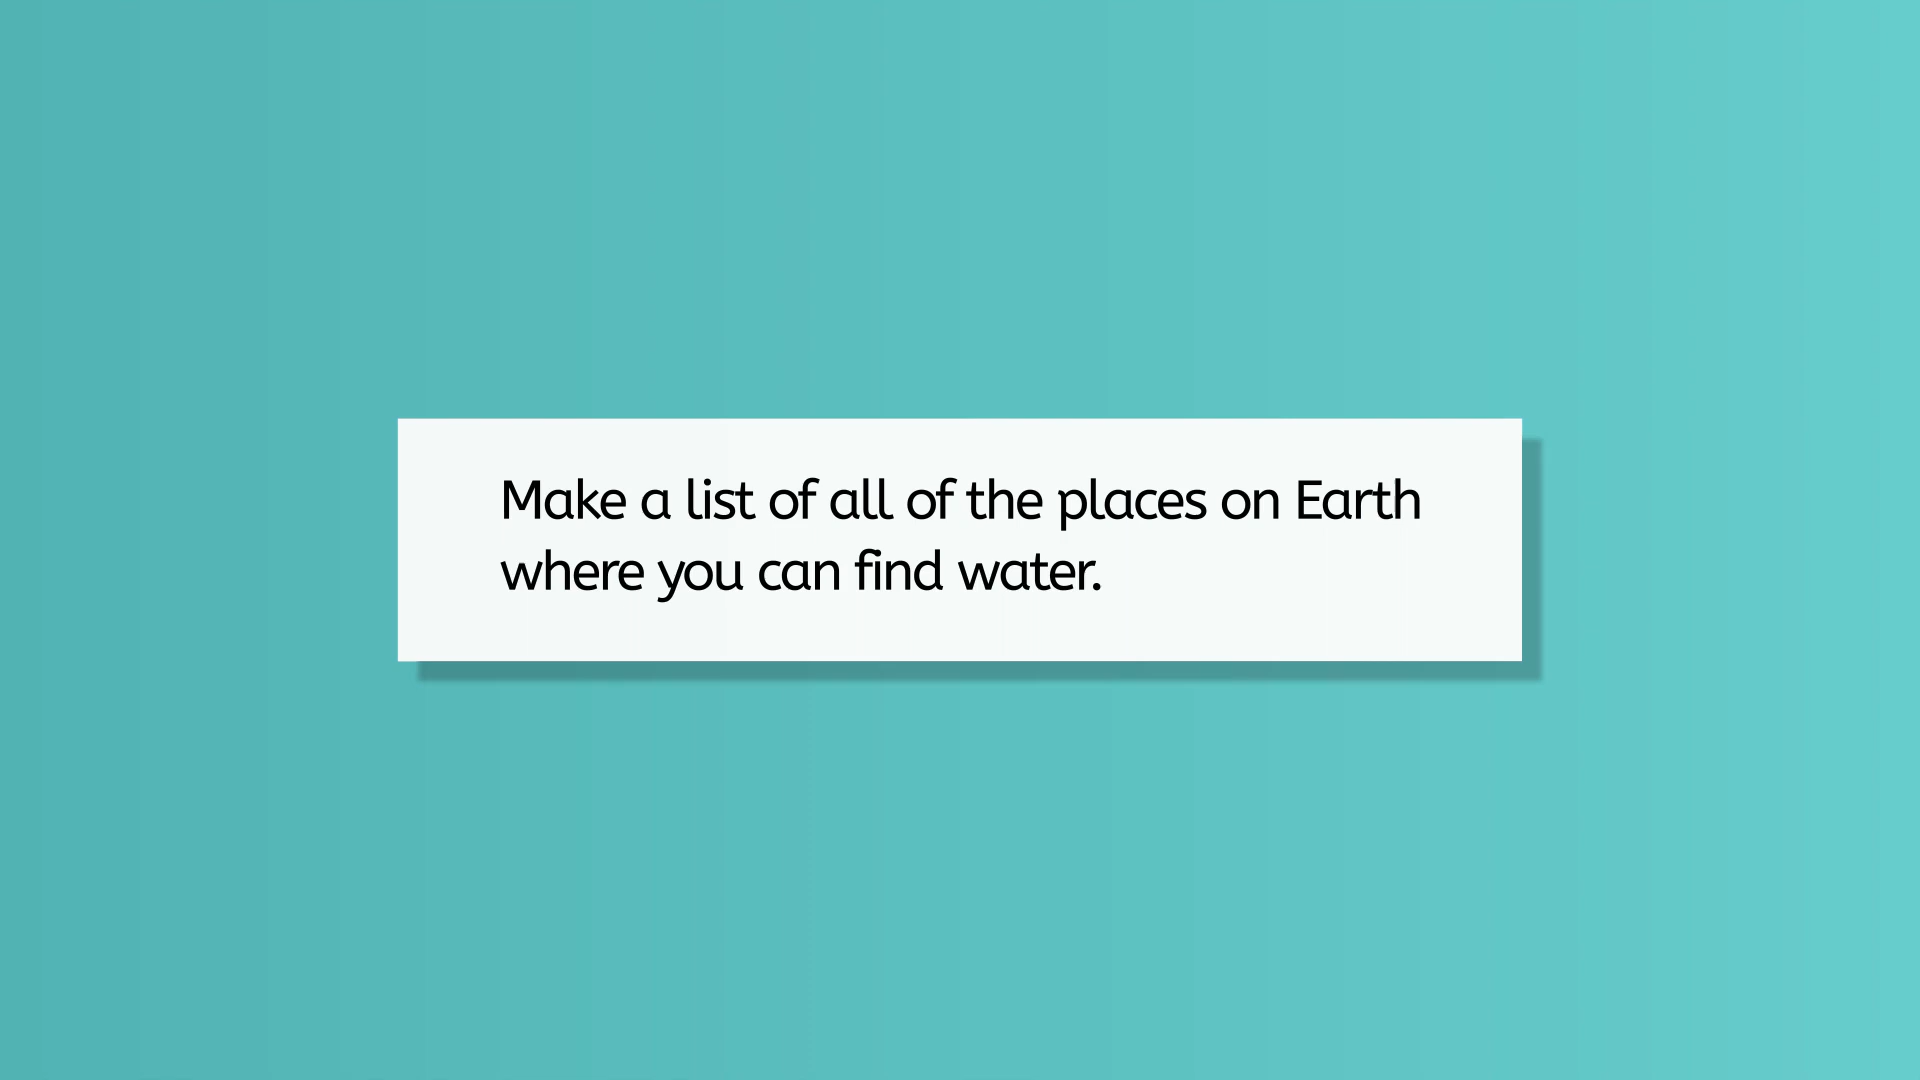 Make a list of all of the places on Earth
where you can find water.